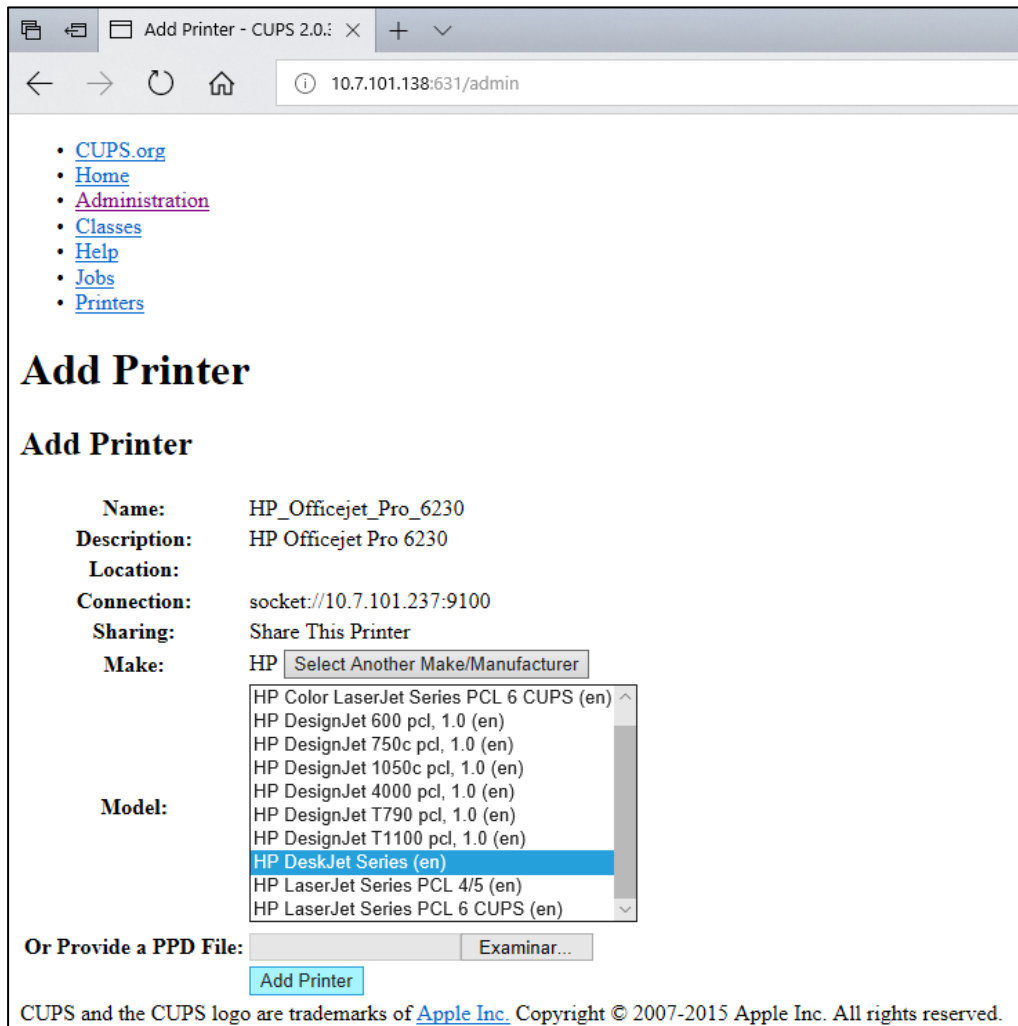 Add Printer - CUPS 2.0.:
10.7.101.138:631/admin
• CUPS.org
• Home
• Administration
• Classes
• Help
• Jobs
• Printers
Add Printer
Add Printer
Name: HP_Officejet_Pro_6230
Description: HP Officejet Pro 6230
Location:
Connection: socket://10.7.101.237:9100
Sharing: Share This Printer
Make: HP Select Another Make/Manufacturer
HP Color LaserJet Series PCL 6 CUPS (en)
HP DesignJet 600 pcl, 1.0 (en)
HP DesignJet 750c pcl, 1.0 (en)
HP DesignJet 1050c pcl, 1.0 (en)
HP DesignJet 4000 pcl, 1.0 (en)
Model:
HP DesignJet T790 pcl, 1.0 (en)
HP DesignJet T1100 pcl, 1.0 (en)
HP DeskJet Series (en)
HP LaserJet Series PCL 4/5 (en)
HP LaserJet Series PCL 6 CUPS (en)
Or Provide a PPD File: Examinar...
Add Printer
CUPS and the CUPS logo are trademarks of Apple Inc. Copyright © 2007-2015 Apple Inc. All rights reserved.